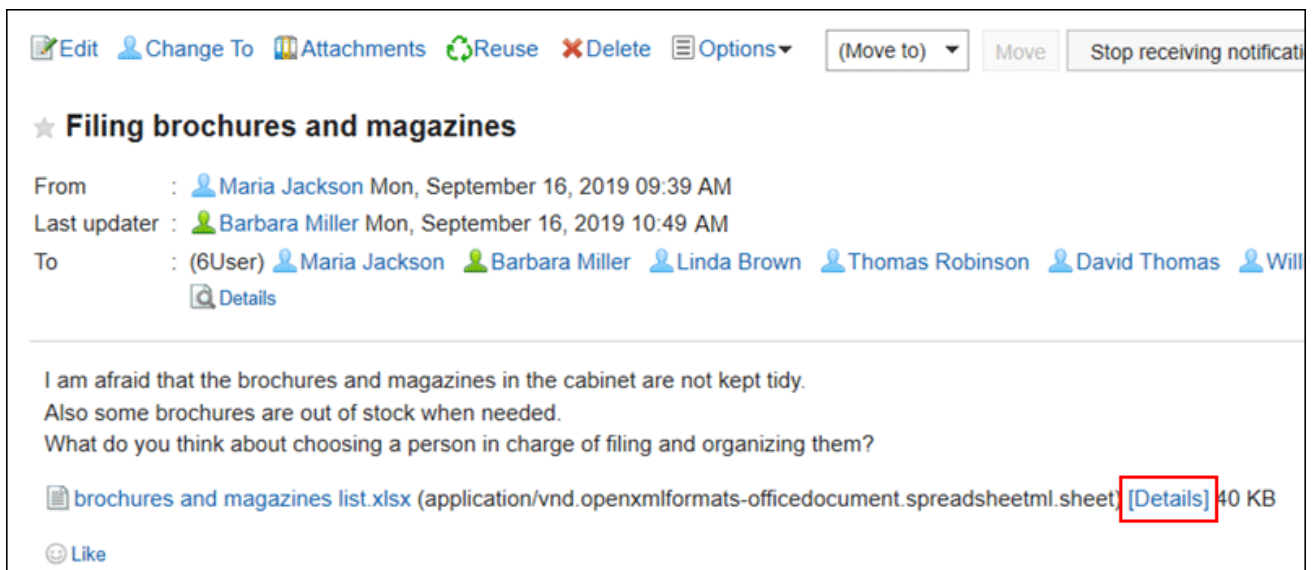 Edit Change To Attachments Reuse Delete Options (Move to) Move Stop receiving
Filing brochures and magazines
From : Maria Jackson Mon, September 16, 2019 09:39 AM
Last updater : Barbara Miller Mon, September 16, 2019 10:49 AM
To : (6User) Maria Jackson Barbara Miller Linda Brown Thomas Robinson David Thomas
Details
I am afraid that the brochures and magazines in the cabinet are not kept tidy.
Also some brochures are out of stock when needed.
What do you think about choosing a person in charge of filing and organizing them?
brochures and magazines list.xlsx (application/vnd.openxmlformats-officedocument.spreadsheetml.sheet) [Details] 40 KB
Like